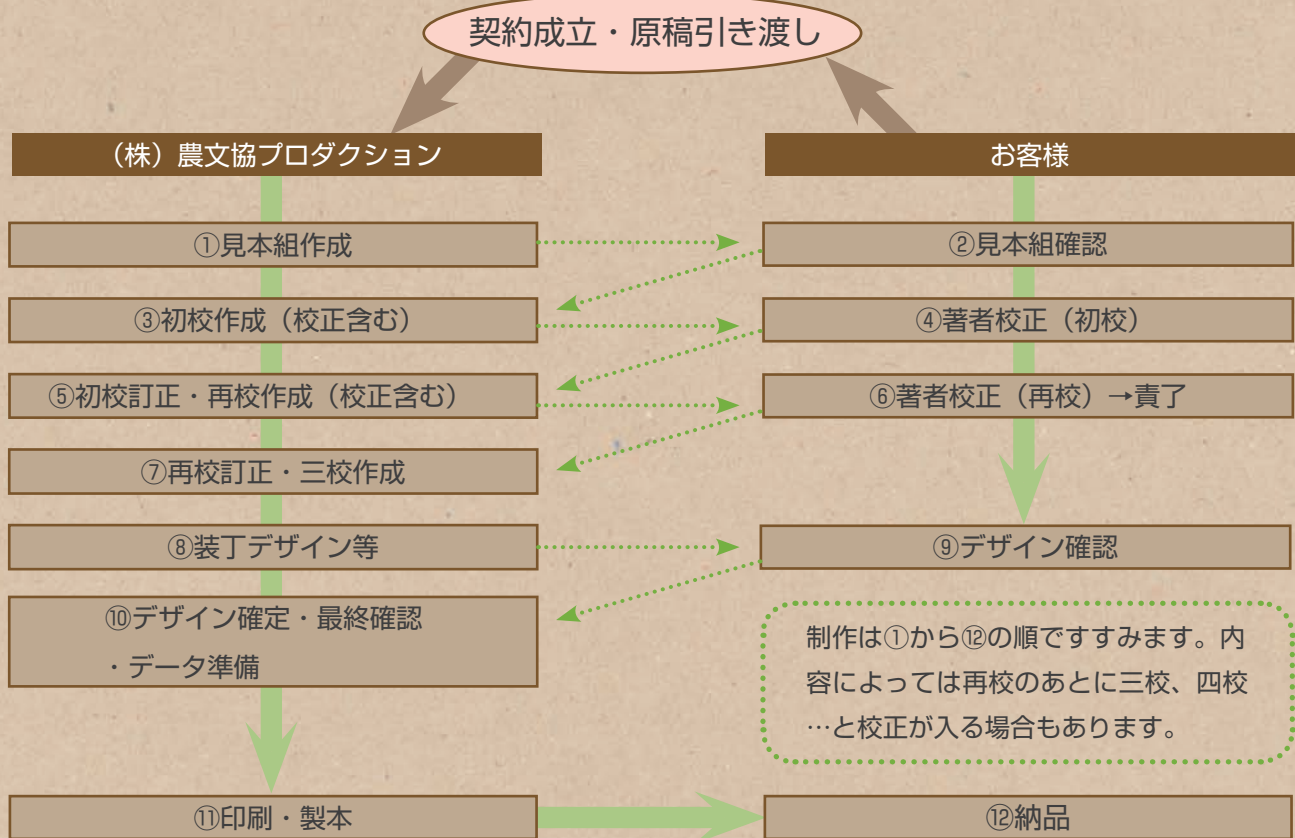 契約成立・原稿引き渡し
（株）農文協プロダクション
お客様
①見本組作成
②見本組確認
③初校作成（校正含む）
④著者校正（初校）
⑤初校訂正・再校作成（校正含む）
⑥著者校正（再校）→責了
⑦再校訂正・三校作成
⑧装丁デザイン等
⑨デザイン確認
⑩デザイン確定・最終確認
・データ準備
制作は①から⑫の順ですすみます。内
容によっては再校のあとに三校、四校
…と校正が入る場合もあります。
⑪印刷・製本
⑫納品